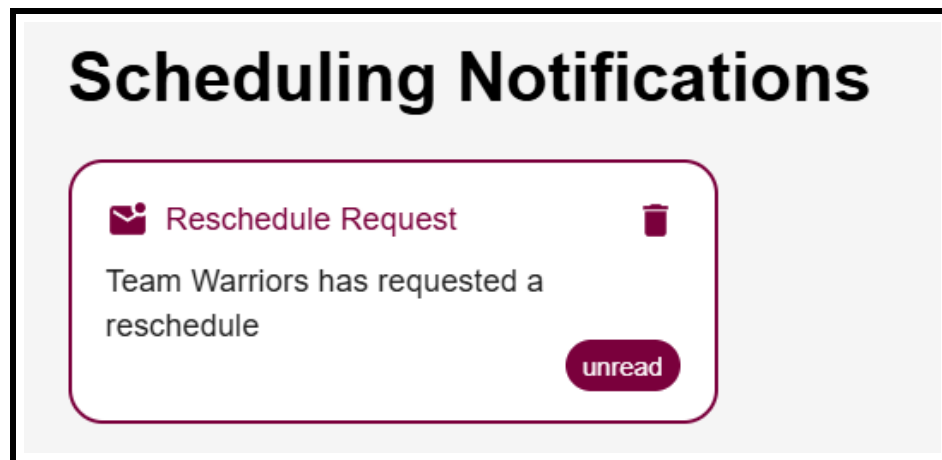 Scheduling Notifications
Reschedule Request
Team Warriors has requested a
reschedule
unread